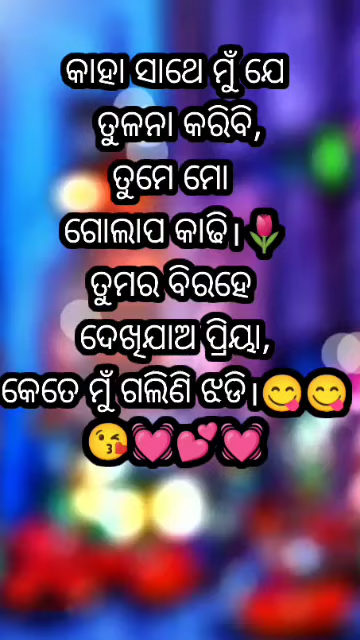 କାହା ସାଥେ ମୁଁ ଯେ
ତୁଳନା କରିବି,
ତୁମେ ମୋ
ଗୋଲାପ କାଢି।🌷
ତୁମର ବିରହେ
ଦେଖିଯାଅ ପ୍ରିୟା,
କେତେ ମୁଁ ଗଲିଣି ଝଡି।😋😋
😘💓💕💓